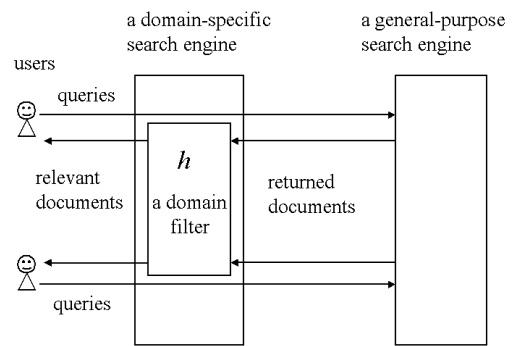 a domain-specific
search engine
a general-purpose
search engine
users
queries
h
a domain
filter
relevant
documents
returned
documents
queries